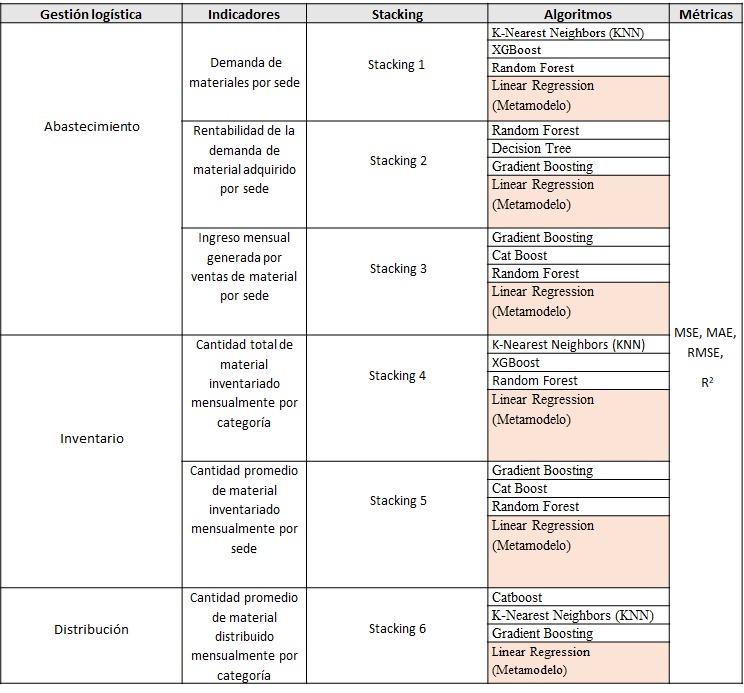 Gestión logística
Indicadores
Stacking
Algoritmos
Métricas
Abastecimiento
Demanda de
materiales por sede
Stacking 1
K-Nearest Neighbors (KNN)
XGBoost
Random Forest
Linear Regression
(Metamodelo)
Rentabilidad de la
demanda de
material adquirido
por sede
Stacking 2
Random Forest
Decision Tree
Gradient Boosting
Linear Regression
(Metamodelo)
Ingreso mensual
generada por
ventas de material
por sede
Stacking 3
Gradient Boosting
Cat Boost
Random Forest
Linear Regression
(Metamodelo)
Inventario
Cantidad total de
material
inventariado
mensualmente por
categoría
Stacking 4
K-Nearest Neighbors (KNN)
XGBoost
Random Forest
Linear Regression
(Metamodelo)
Cantidad promedio
de material
inventariado
mensualmente por
sede
Stacking 5
Gradient Boosting
Cat Boost
Random Forest
Linear Regression
(Metamodelo)
Distribución
Cantidad promedio
de material
distribuido
mensualmente por
categoría
Stacking 6
Catboost
K-Nearest Neighbors (KNN)
Gradient Boosting
Linear Regression
(Metamodelo)
MSE, MAE,
RMSE,
R²